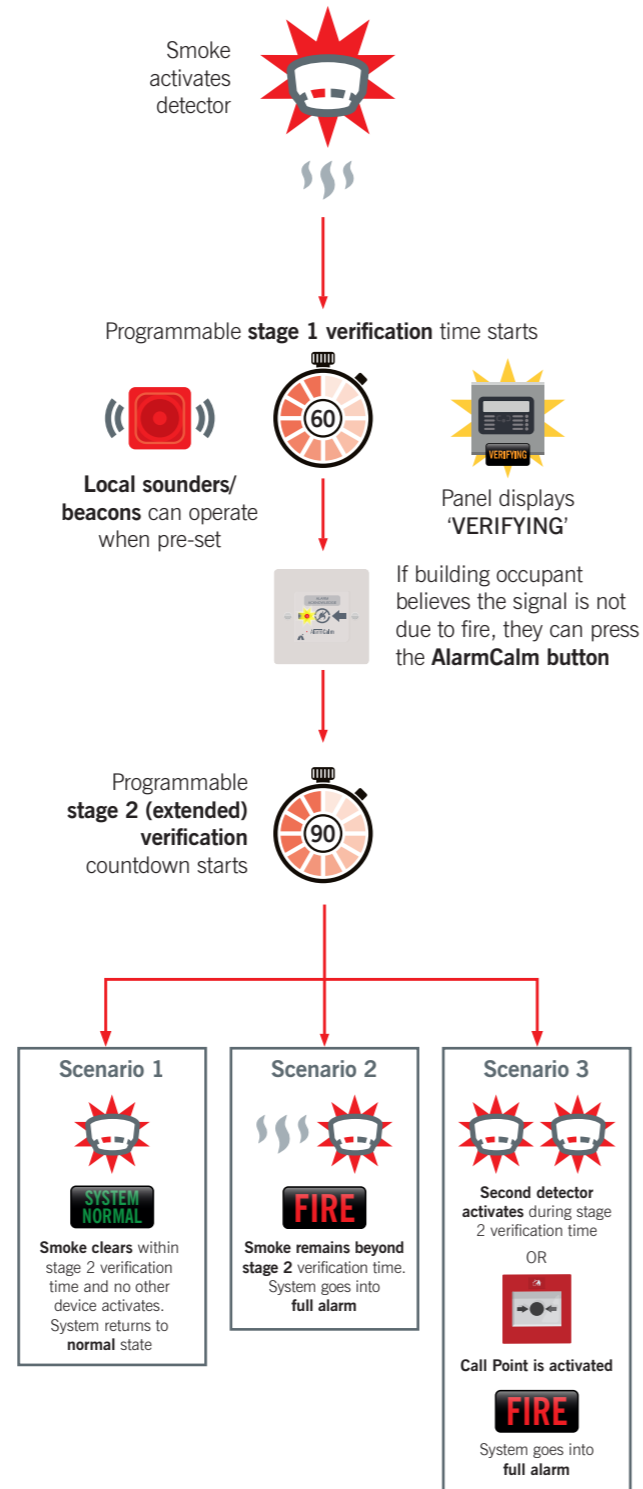 Smoke
activates
detector
Programmable stage 1 verification time starts
60
VERIFYING
Local sounders/
beacons can operate
when pre-set
Panel displays
‘VERIFYING’
If building occupant
believes the signal is not
due to fire, they can press
the AlarmCalm button
AlarmCalm
Programmable
stage 2 (extended)
verification
countdown starts
90
Scenario 1
SYSTEM
NORMAL
Smoke clears within
stage 2 verification
time and no other
device activates.
System returns to
normal state
Scenario 2
FIRE
Smoke remains beyond
stage 2 verification time.
System goes into
full alarm
Scenario 3
Second detector
activates during stage
2 verification time
OR
Call Point is activated
FIRE
System goes into
full alarm